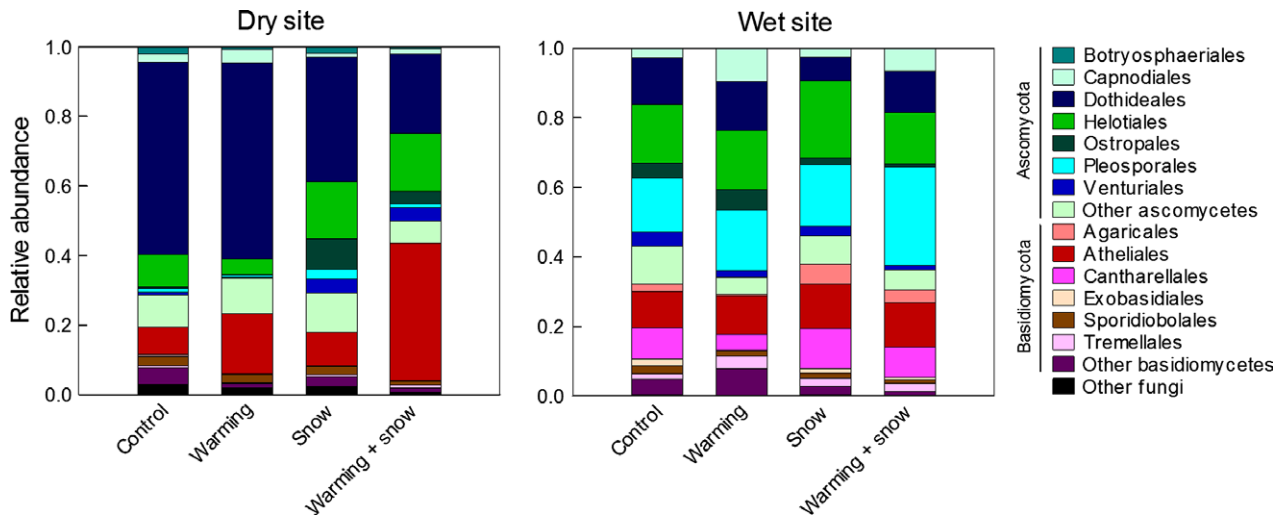 Dry site
Wet site
Relative abundance
1.0
0.8
0.6
0.4
0.2
0.0
Control
Warming
Snow
Warming + snow
1.0
0.8
0.6
0.4
0.2
0.0
Control
Warming
Snow
Warming + snow
Ascomycota
Botryosphaeriales
Capnodiales
Dothideales
Helotiales
Ostropales
Pleosporales
Venturiales
Other ascomycetes
Basidiomycota
Agaricales
Atheliales
Cantharellales
Exobasidiales
Sporidiobolales
Tremellales
Other basidiomycetes
Other fungi